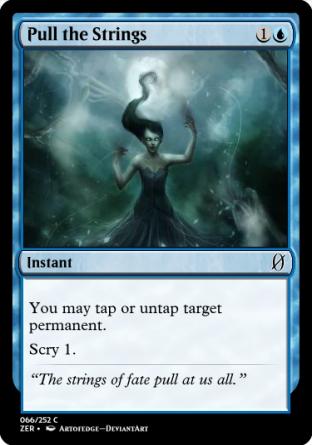 Pull the Strings 1
Instant
You may tap or untap target
permanent.
Scry 1.
“The strings of fate pull at us all.”
066/252 C
ZER • Artofedge—DeviantArt